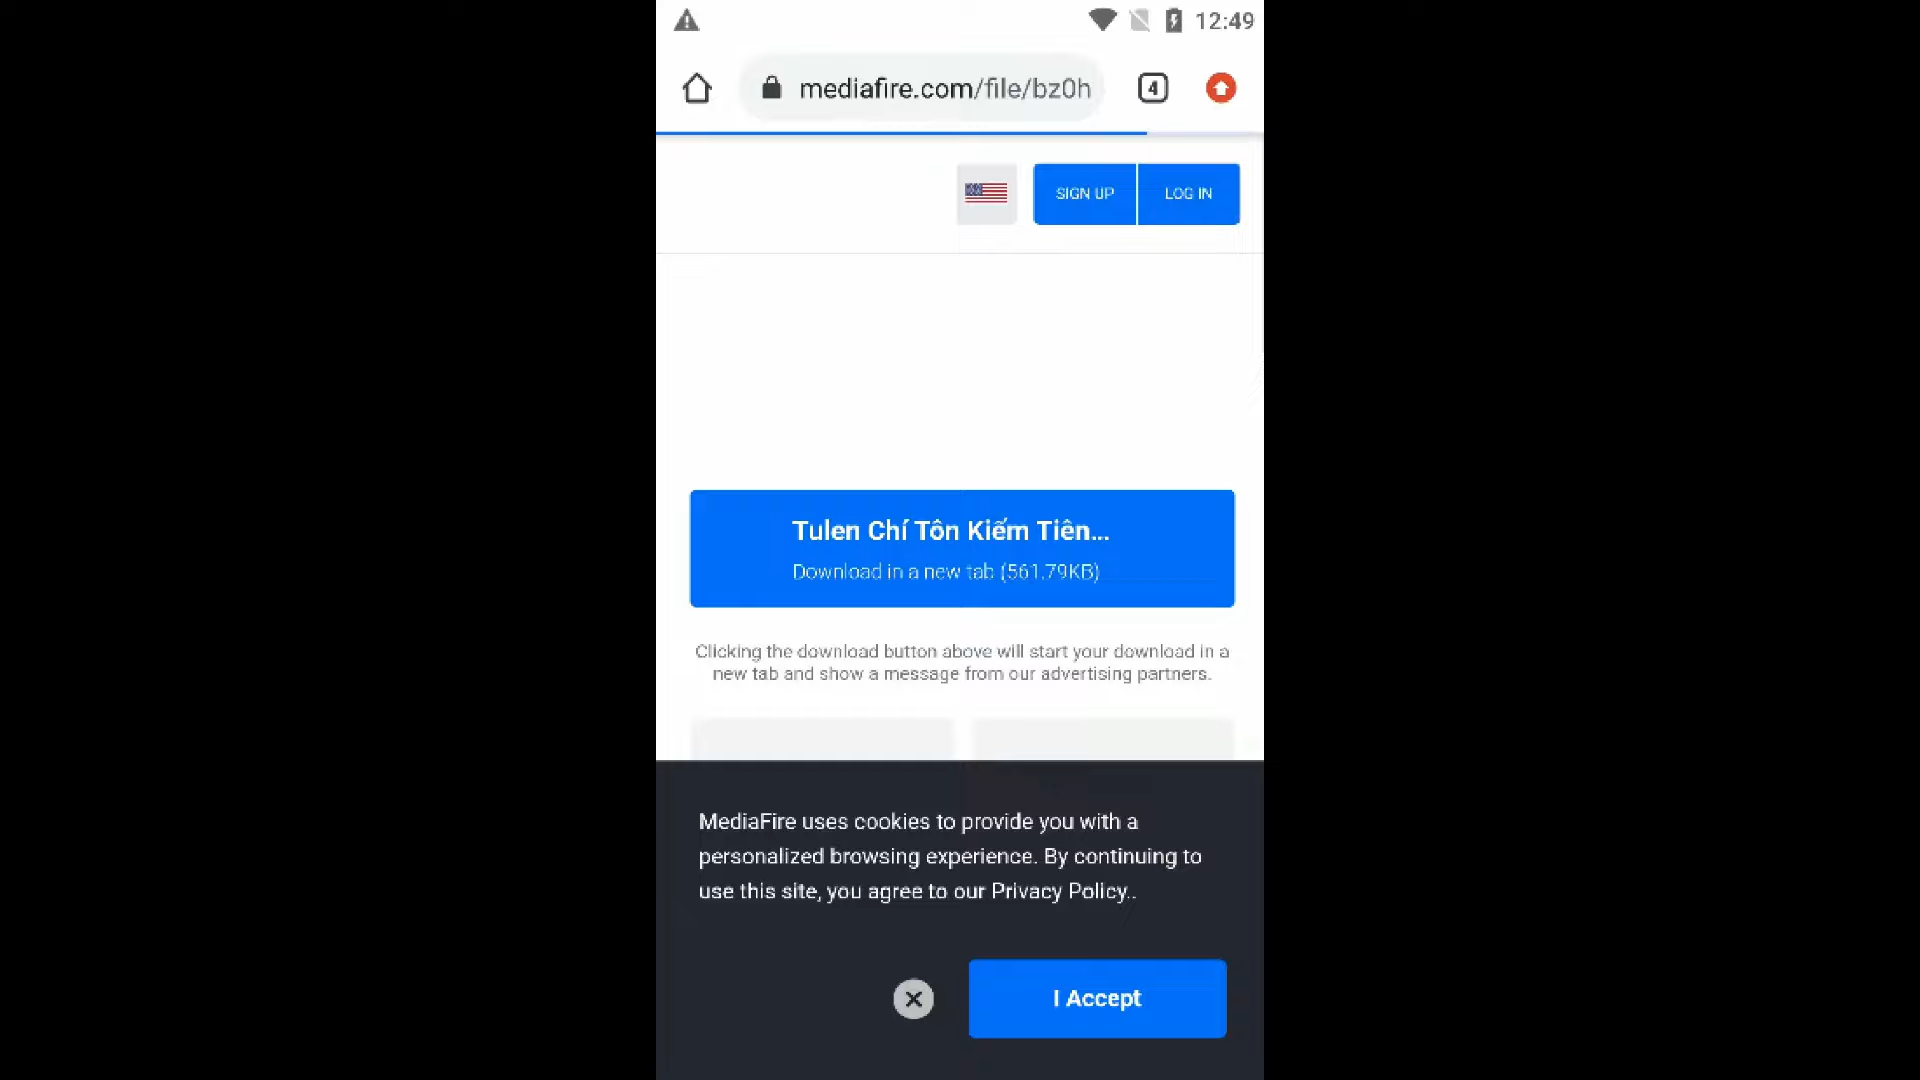 12:49
mediafire.com/file/bz0h
4
SIGN UP
LOG IN
Tulen Chí Tôn Kiếm Tiên...
Download in a new tab (561.79KB)
Clicking the download button above will start your download in a
new tab and show a message from our advertising partners.
MediaFire uses cookies to provide you with a
personalized browsing experience. By continuing to
use this site, you agree to our Privacy Policy..
I Accept